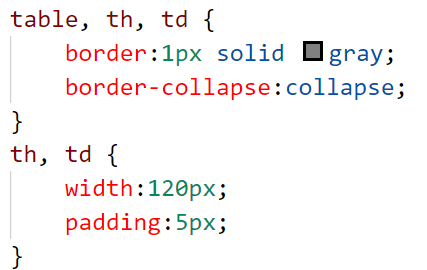 table, th, td {
border:1px solid gray;
border-collapse:collapse;
}
th, td {
width:120px;
padding:5px;
}